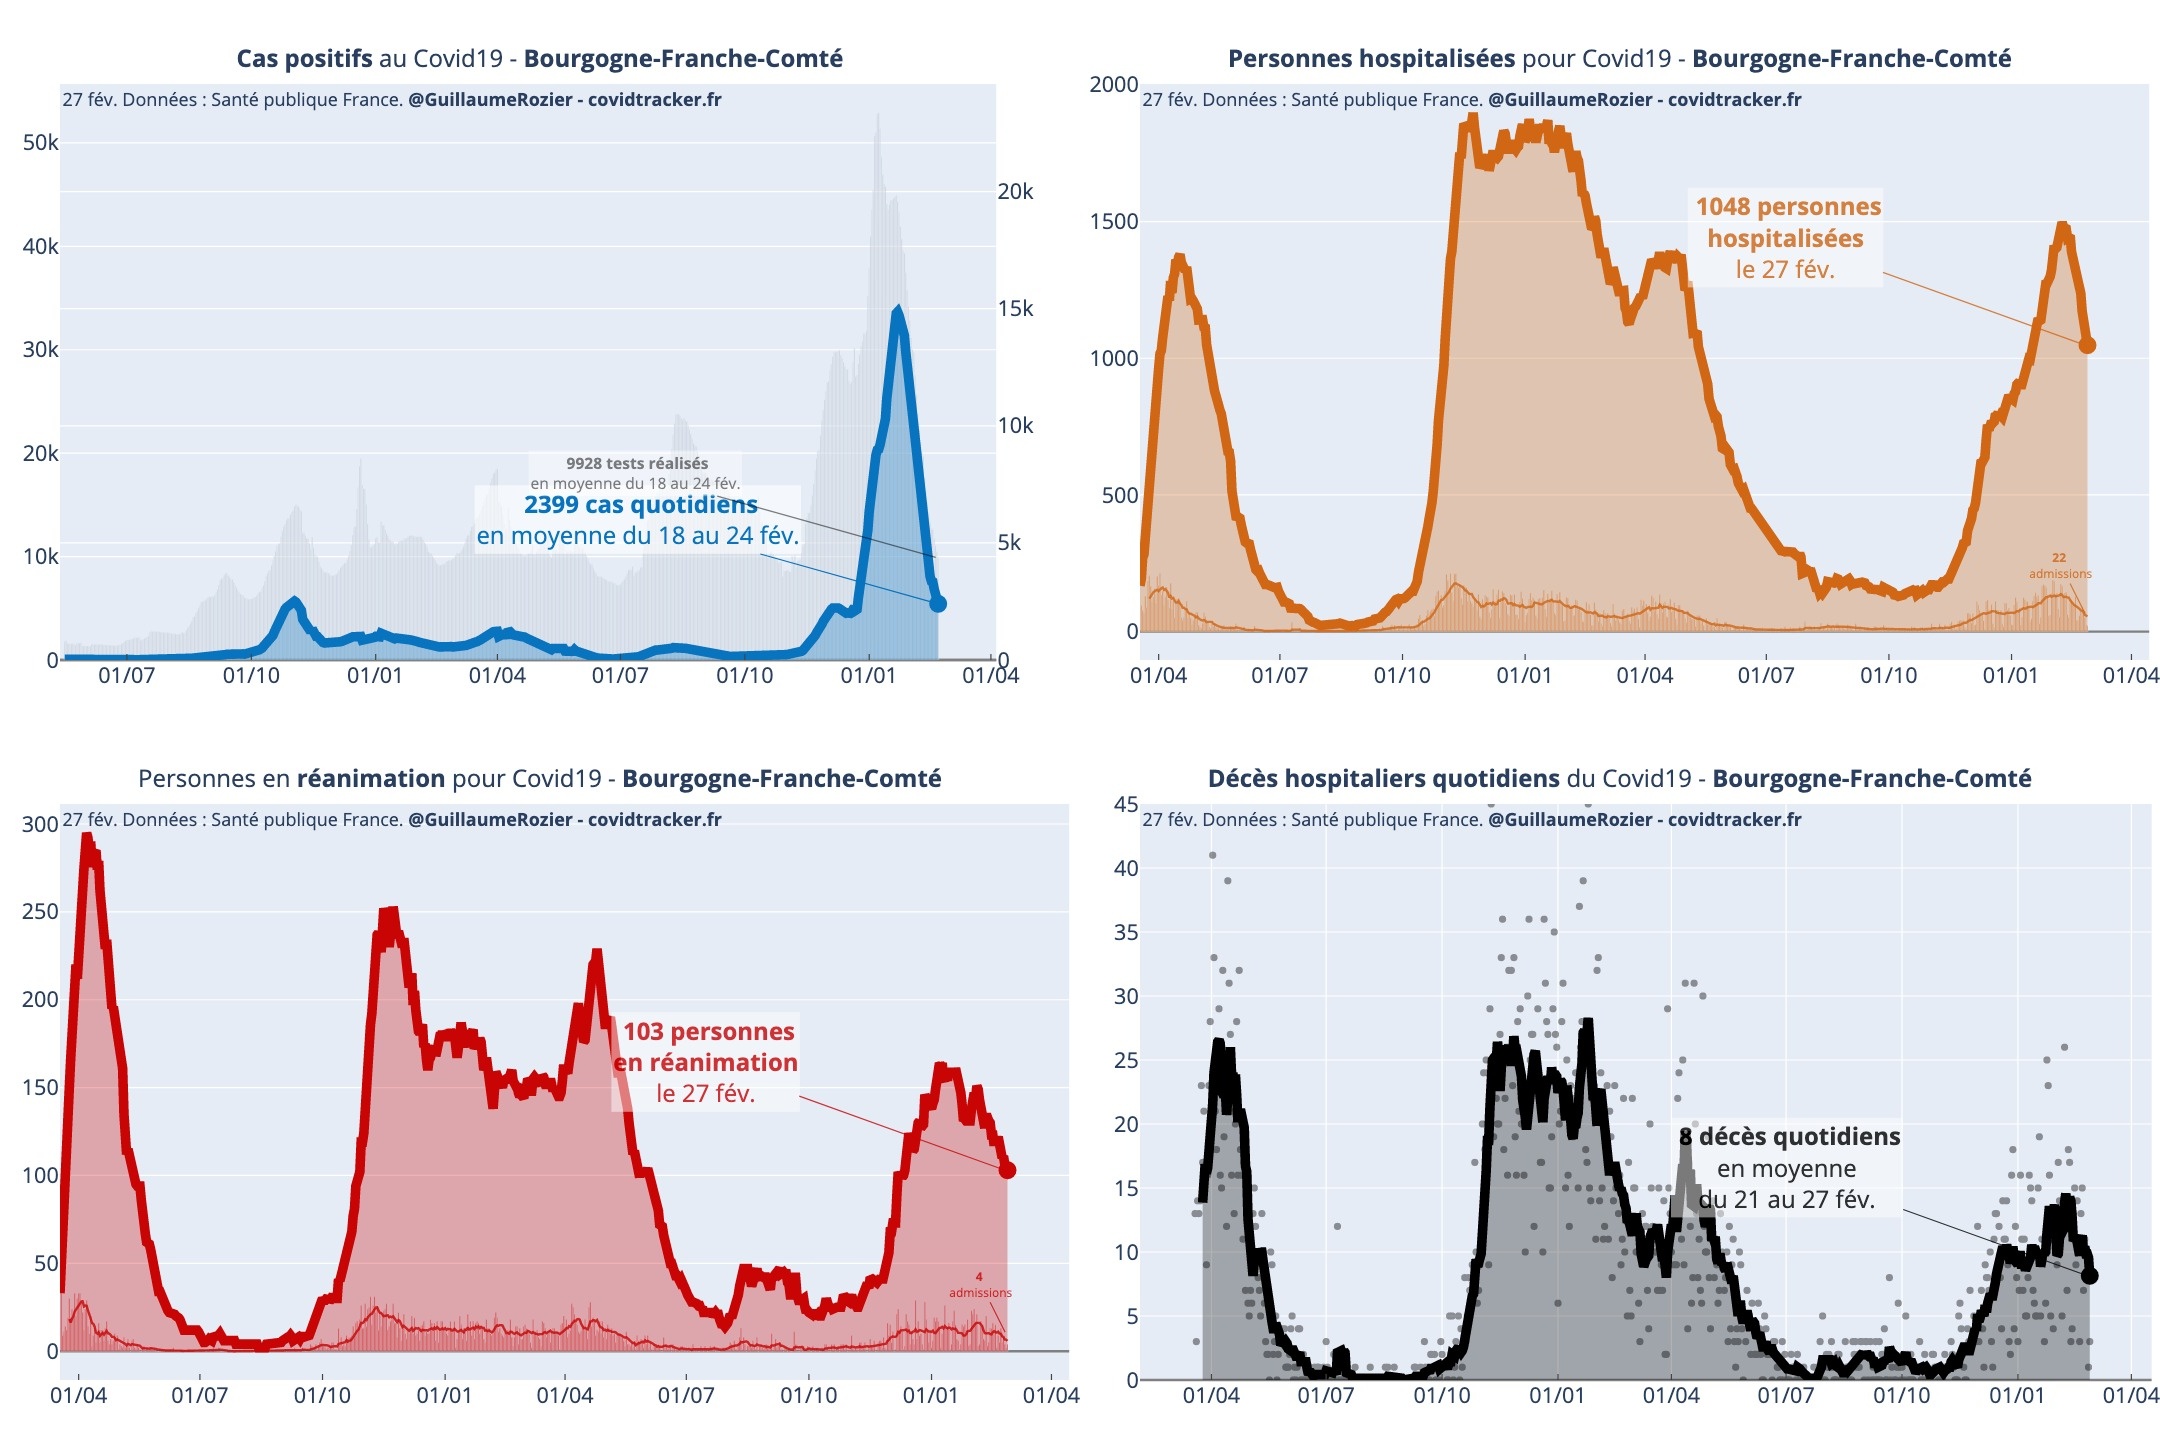 Cas positifs au Covid19 - Bourgogne-Franche-Comté
27 fév. Données : Santé publique France. @GuillaumeRozier - covidtracker.fr
50k
40k
30k
20k
10k
0
20k
15k
10k
5k
0
9928 tests réalisés
en moyenne du 18 au 24 fév.
2399 cas quotidiens
en moyenne du 18 au 24 fév.
01/07 01/10 01/01 01/04 01/07 01/10 01/01 01/04
Personnes hospitalisées pour Covid19 - Bourgogne-Franche-Comté
27 fév. Données : Santé publique France. @GuillaumeRozier - covidtracker.fr
2000
1500
1000
500
0
1048 personnes
hospitalisées
le 27 fév.
22
admissions
01/04 01/07 01/10 01/01 01/04 01/07 01/10 01/01 01/04
Personnes en réanimation pour Covid19 - Bourgogne-Franche-Comté
27 fév. Données : Santé publique France. @GuillaumeRozier - covidtracker.fr
300
250
200
150
100
50
0
103 personnes
en réanimation
le 27 fév.
4
admissions
01/04 01/07 01/10 01/01 01/04 01/07 01/10 01/01 01/04
Décès hospitaliers quotidiens du Covid19 - Bourgogne-Franche-Comté
27 fév. Données : Santé publique France. @GuillaumeRozier - covidtracker.fr
45
40
35
30
25
20
15
10
5
0
8 décès quotidiens
en moyenne
du 21 au 27 fév.
01/04 01/07 01/10 01/01 01/04 01/07 01/10 01/01 01/04